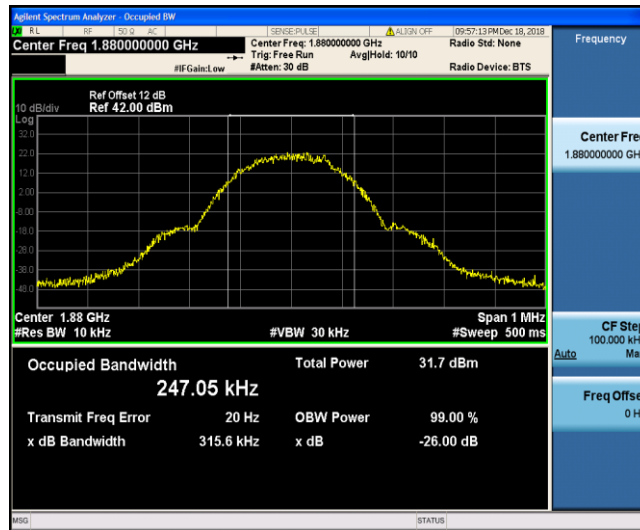 Agilent Spectrum Analyzer - Occupied BW
RL RF 50 Ω AC SENSE:PULSE ALIGN OFF 09:57:13 PM Dec 18, 2018
Center Freq 1.880000000 GHz Center Freq: 1.880000000 GHz Radio Std: None Frequency
Trig: Free Run Avg|Hold: 10/10
#IFGain:Low #Atten: 30 dB Radio Device: BTS
Ref Offset 12 dB
10 dB/div Ref 42.00 dBm
Log
32.0
22.0
12.0
2.00
-8.00
-18.0
-28.0
-38.0
-48.0
Center Freq
1.880000000 GH
Center 1.88 GHz Span 1 MHz
#Res BW 10 kHz #VBW 30 kHz #Sweep 500 ms
CF Step
100.000 kH
Auto Ma
Occupied Bandwidth Total Power 31.7 dBm
247.05 kHz
Freq Offse
0 H
Transmit Freq Error 20 Hz OBW Power 99.00 %
x dB Bandwidth 315.6 kHz x dB -26.00 dB
MSG STATUS